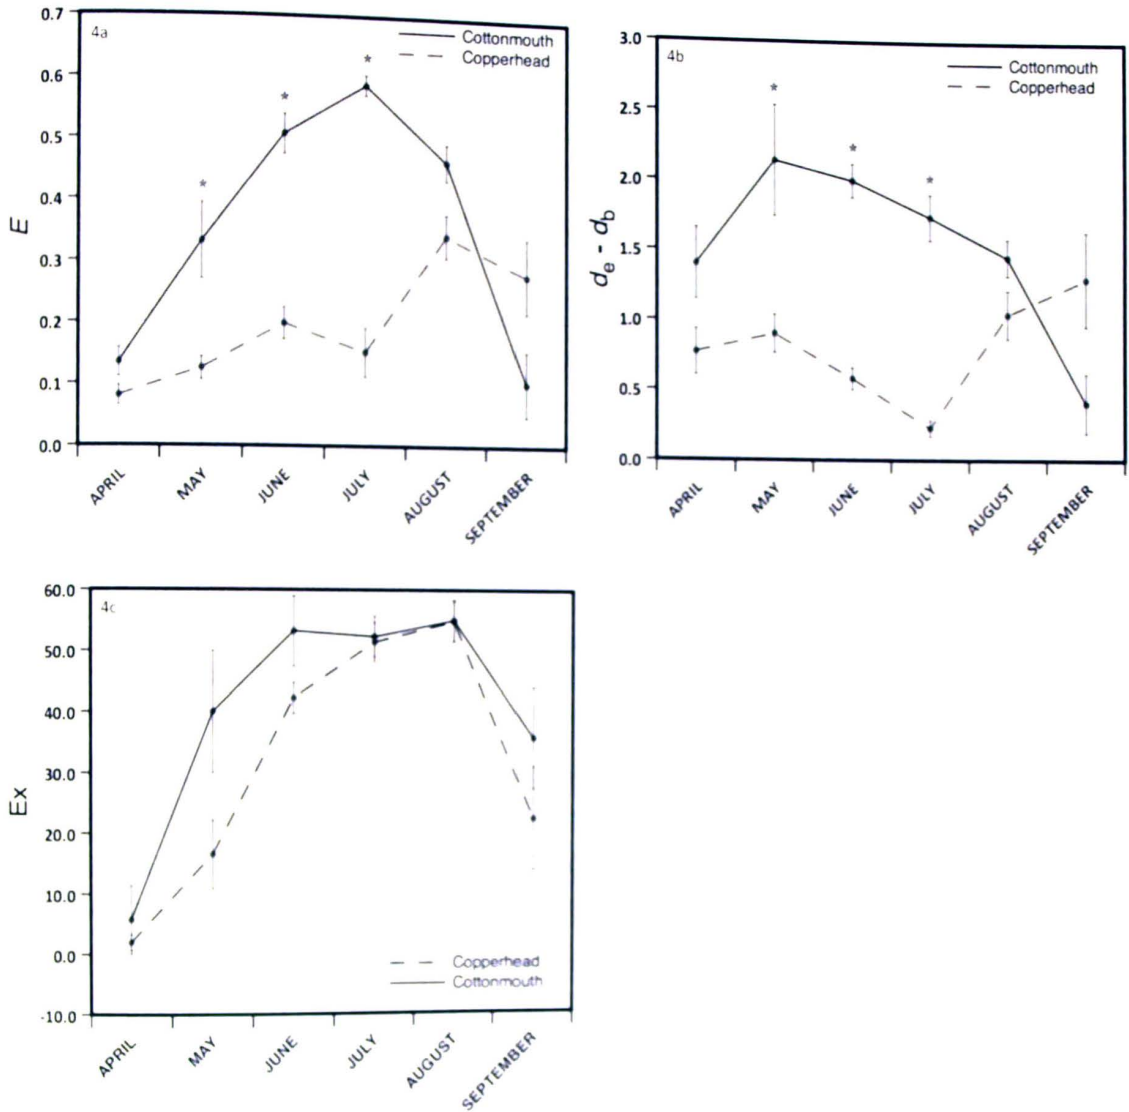 4a
Cottonmouth
Copperhead
*
*
*
E
0.7
0.6
0.5
0.4
0.3
0.2
0.1
0.0
APRIL
MAY
JUNE
JULY
AUGUST
SEPTEMBER
4b
Cottonmouth
Copperhead
*
*
*
de - db
3.0
2.5
2.0
1.5
1.0
0.5
0.0
APRIL
MAY
JUNE
JULY
AUGUST
SEPTEMBER
4c
Ex
60.0
50.0
40.0
30.0
20.0
10.0
0.0
-10.0
Copperhead
Cottonmouth
APRIL
MAY
JUNE
JULY
AUGUST
SEPTEMBER